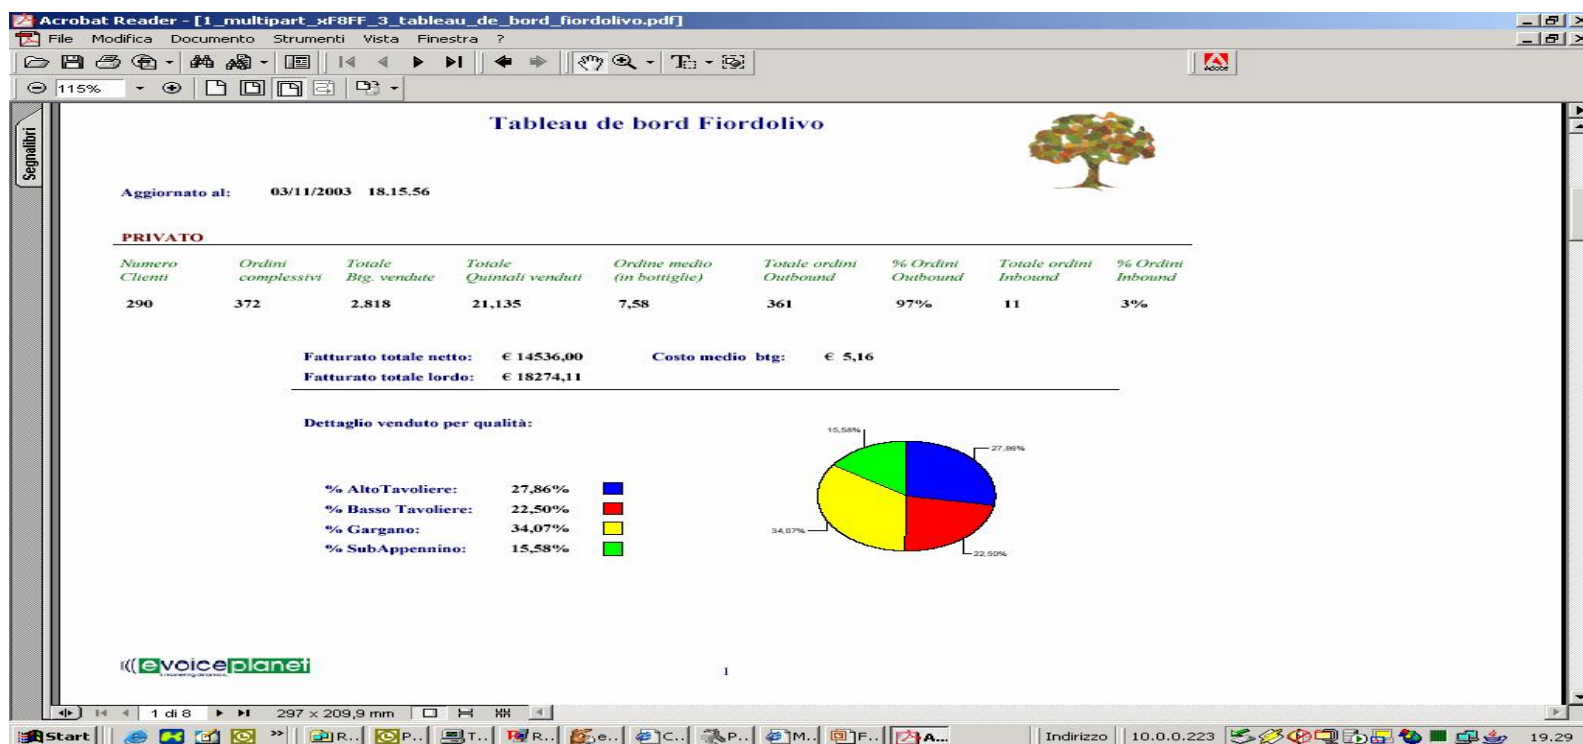 Acrobat Reader - [1_multipart_xF8FF_3_tableau_de_bord_fiordolivo.pdf]
File Modifica Documento Strumenti Vista Finestra ?
Adobe
115%
Segnalibri
Tableau de bord Fiordolivo
Aggiornato al: 03/11/2003 18.15.56
PRIVATO
Numero Ordini Totale Totale Ordine medio Totale ordini % Ordini Totale ordini % Ordini
Clienti complessivi Btg. vendute Quintali venduti (in bottiglie) Outbound Outbound Inbound Inbound
290 372 2.818 21,135 7,58 361 97% 11 3%
Fatturato totale netto: € 14536,00 Costo medio btg: € 5,16
Fatturato totale lordo: € 18274,11
Dettaglio venduto per qualità:
15,58%
27,86%
% AltoTavoliere: 27,86%
% Basso Tavoliere: 22,50%
% Gargano: 34,07%
34,07%
% SubAppennino: 15,58%
22,50%
evoiceplanet
1
1 di 8 297 × 209,9 mm
Start » R.. P.. T.. R.. e.. C.. P.. M.. F.. A... Indirizzo 10.0.0.223 19.29